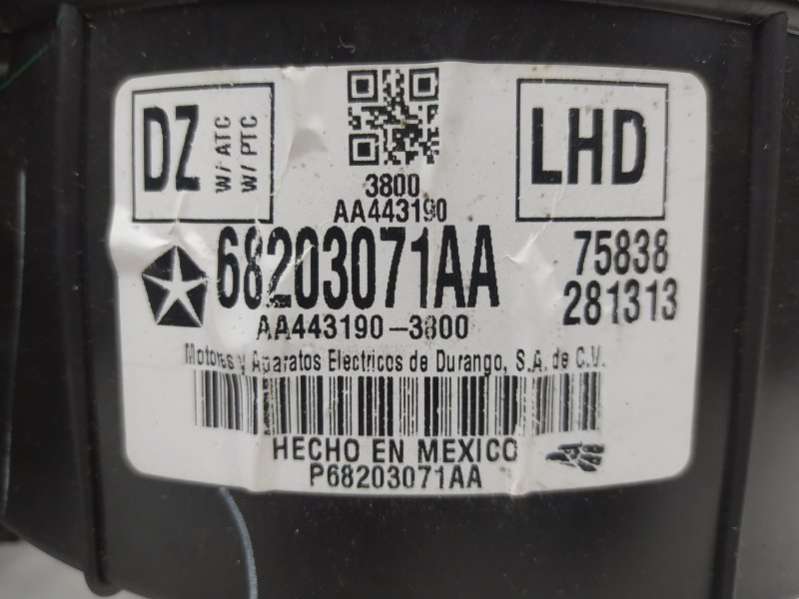 DZ
W/ ATC
W/ PTC
LHD
3800
AA443190
68203071AA
75838
281313
AA443190-3800
Motores y Aparatos Electricos de Durango, S.A. de C.V.
HECHO EN MEXICO
P68203071AA